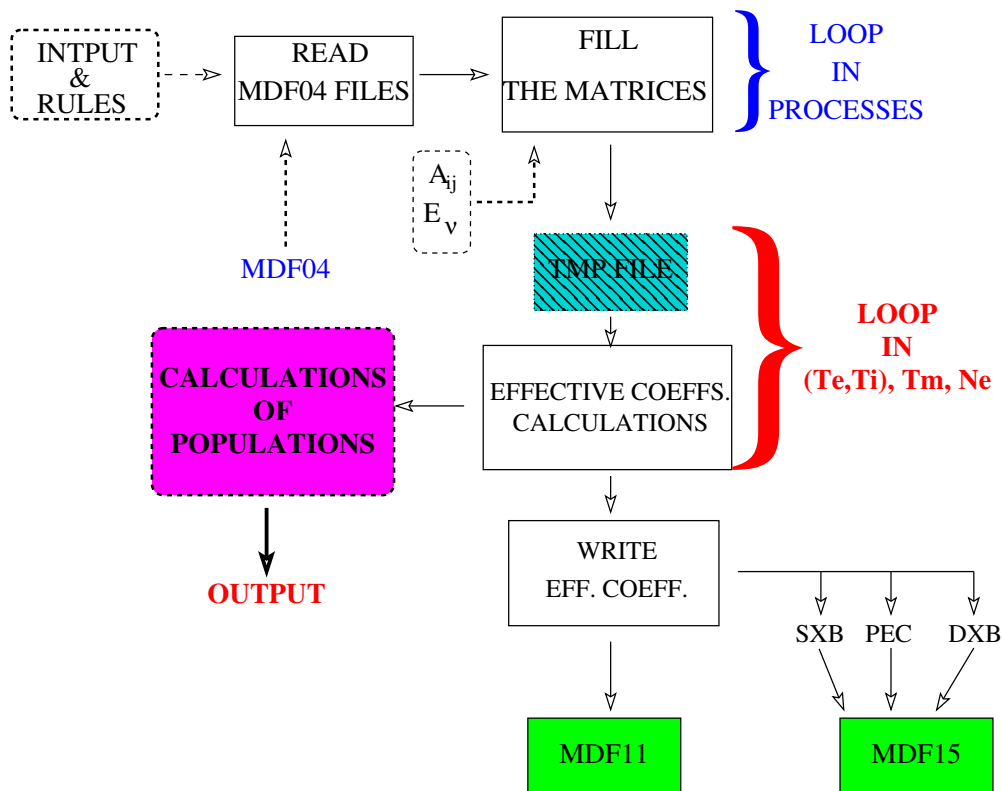 INTPUT
&
RULES
READ
MDF04 FILES
FILL
THE MATRICES
LOOP
IN
PROCESSES
A ij
E ν
MDF04
TMP FILE
LOOP
IN
(Te,Ti), Tm, Ne
CALCULATIONS
OF
POPULATIONS
EFFECTIVE COEFFS.
CALCULATIONS
OUTPUT
WRITE
EFF. COEFF.
SXB PEC DXB
MDF11
MDF15